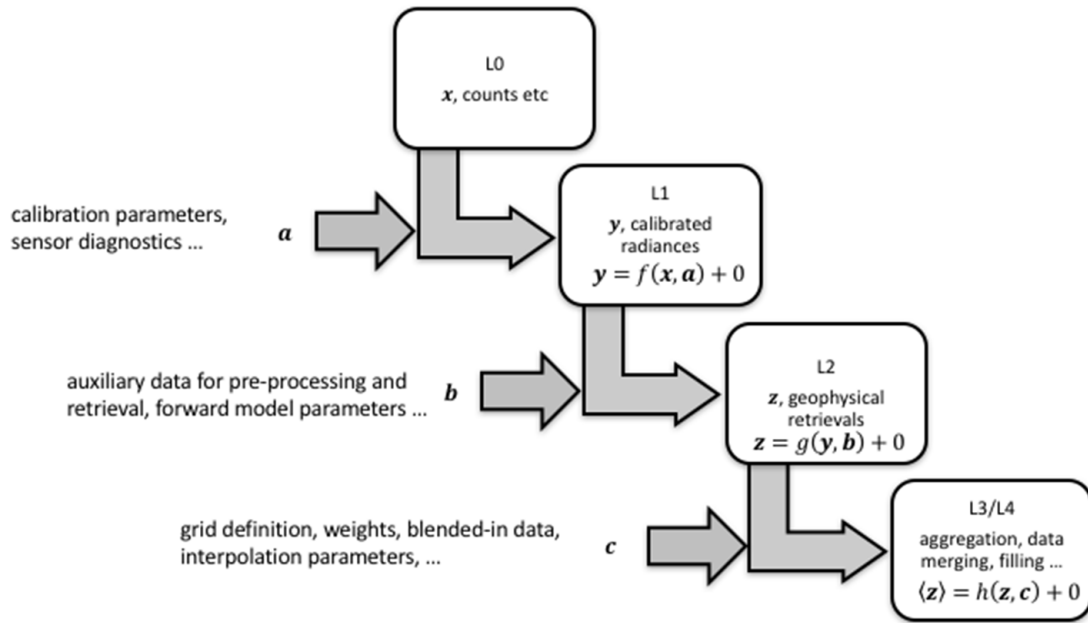 L0
x, counts etc
calibration parameters,
sensor diagnostics ...
a
L1
y, calibrated
radiances
y = f(x, a) + 0
auxiliary data for pre-processing and
retrieval, forward model parameters ...
b
L2
z, geophysical
retrievals
z = g(y, b) + 0
grid definition, weights, blended-in data,
interpolation parameters, ...
c
L3/L4
aggregation, data
merging, filling ...
⟨z⟩ = h(z, c) + 0